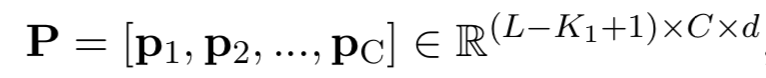 P = [p₁, p₂, ..., p_C] ∈ ℝ^{(L−K₁+1)×C×d}